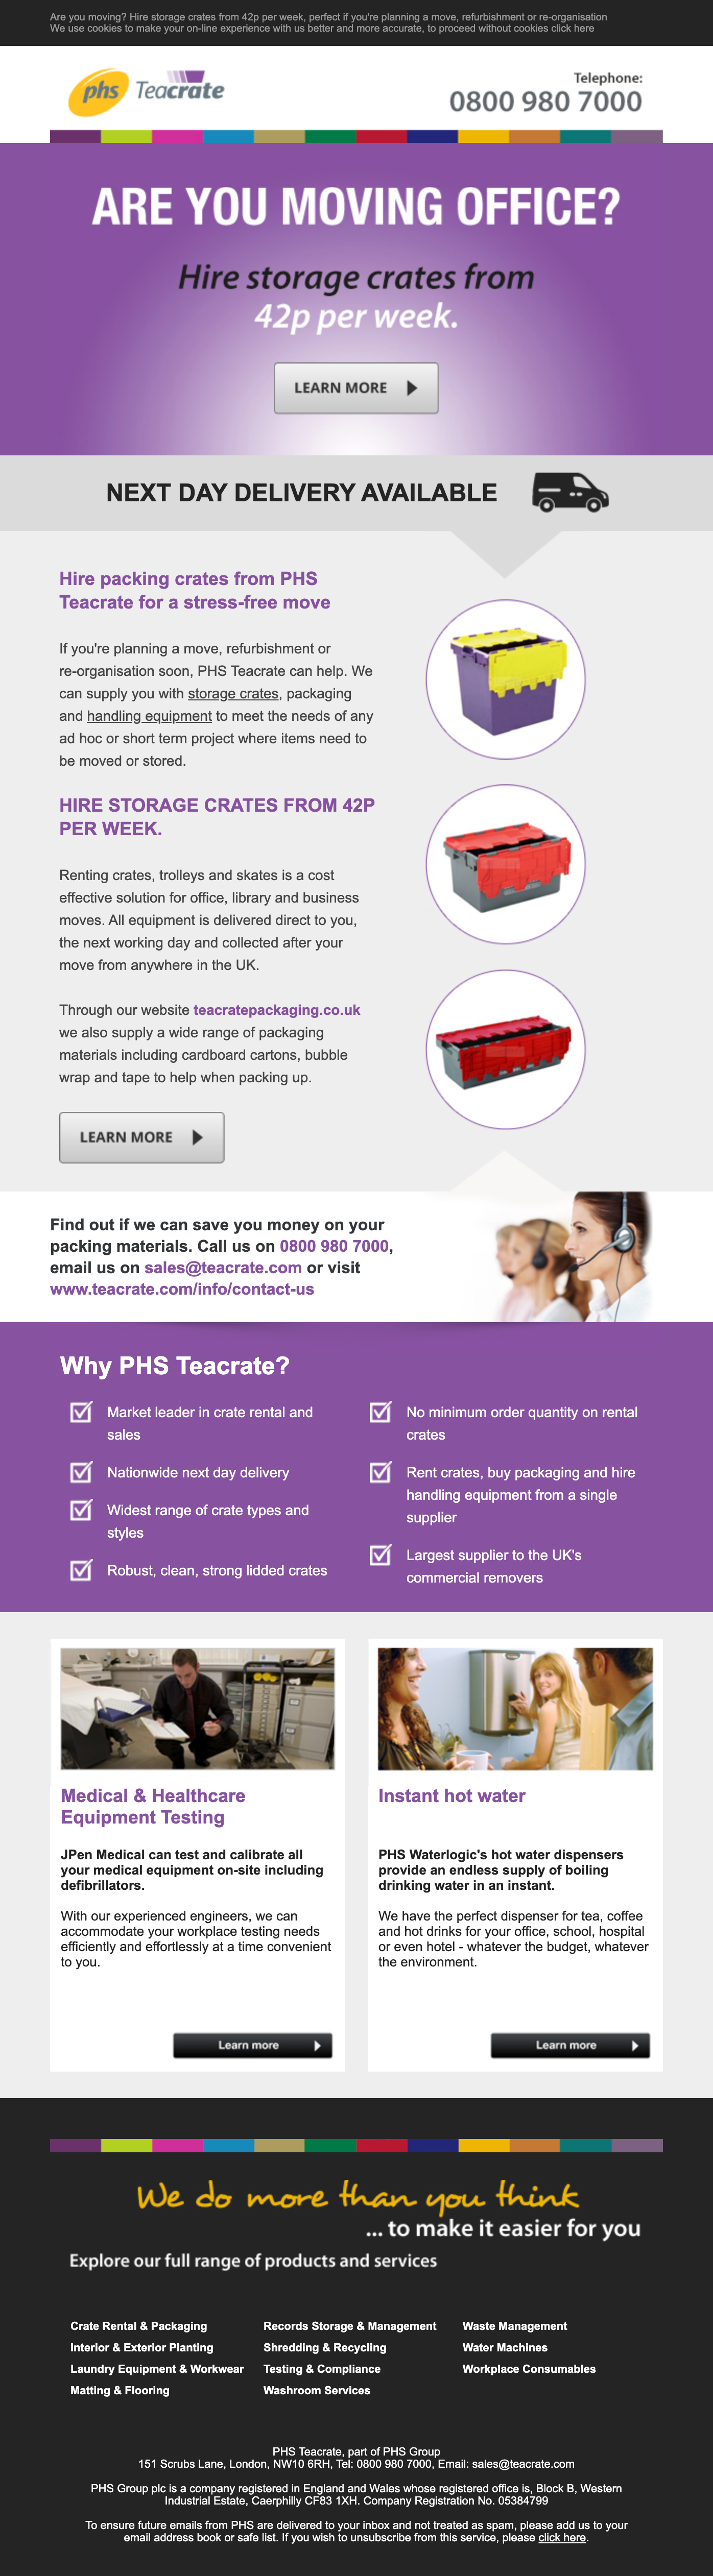 Are you moving? Hire storage crates from 42p per week, perfect if you're planning a move, refurbishment or re-organisation
We use cookies to make your on-line experience with us better and more accurate, to proceed without cookies click here
phs Teacrate
Telephone:
0800 980 7000
ARE YOU MOVING OFFICE?
Hire storage crates from
42p per week.
LEARN MORE
NEXT DAY DELIVERY AVAILABLE
Hire packing crates from PHS
Teacrate for a stress-free move
If you're planning a move, refurbishment or
re-organisation soon, PHS Teacrate can help. We
can supply you with storage crates, packaging
and handling equipment to meet the needs of any
ad hoc or short term project where items need to
be moved or stored.
HIRE STORAGE CRATES FROM 42P
PER WEEK.
Renting crates, trolleys and skates is a cost
effective solution for office, library and business
moves. All equipment is delivered direct to you,
the next working day and collected after your
move from anywhere in the UK.
Through our website teacratepackaging.co.uk
we also supply a wide range of packaging
materials including cardboard cartons, bubble
wrap and tape to help when packing up.
LEARN MORE
Find out if we can save you money on your
packing materials. Call us on 0800 980 7000,
email us on sales@teacrate.com or visit
www.teacrate.com/info/contact-us
Why PHS Teacrate?
Market leader in crate rental and
sales
Nationwide next day delivery
Widest range of crate types and
styles
Robust, clean, strong lidded crates
No minimum order quantity on rental
crates
Rent crates, buy packaging and hire
handling equipment from a single
supplier
Largest supplier to the UK's
commercial removers
Medical & Healthcare
Equipment Testing
JPen Medical can test and calibrate all
your medical equipment on-site including
defibrillators.
With our experienced engineers, we can
accommodate your workplace testing needs
efficiently and effortlessly at a time convenient
to you.
Learn more
Instant hot water
PHS Waterlogic's hot water dispensers
provide an endless supply of boiling
drinking water in an instant.
We have the perfect dispenser for tea, coffee
and hot drinks for your office, school, hospital
or even hotel - whatever the budget, whatever
the environment.
Learn more
We do more than you think
... to make it easier for you
Explore our full range of products and services
Crate Rental & Packaging
Interior & Exterior Planting
Laundry Equipment & Workwear
Matting & Flooring
Records Storage & Management
Shredding & Recycling
Testing & Compliance
Washroom Services
Waste Management
Water Machines
Workplace Consumables
PHS Teacrate, part of PHS Group
151 Scrubs Lane, London, NW10 6RH, Tel: 0800 980 7000, Email: sales@teacrate.com
PHS Group plc is a company registered in England and Wales whose registered office is, Block B, Western
Industrial Estate, Caerphilly CF83 1XH. Company Registration No. 05384799
To ensure future emails from PHS are delivered to your inbox and not treated as spam, please add us to your
email address book or safe list. If you wish to unsubscribe from this service, please click here.